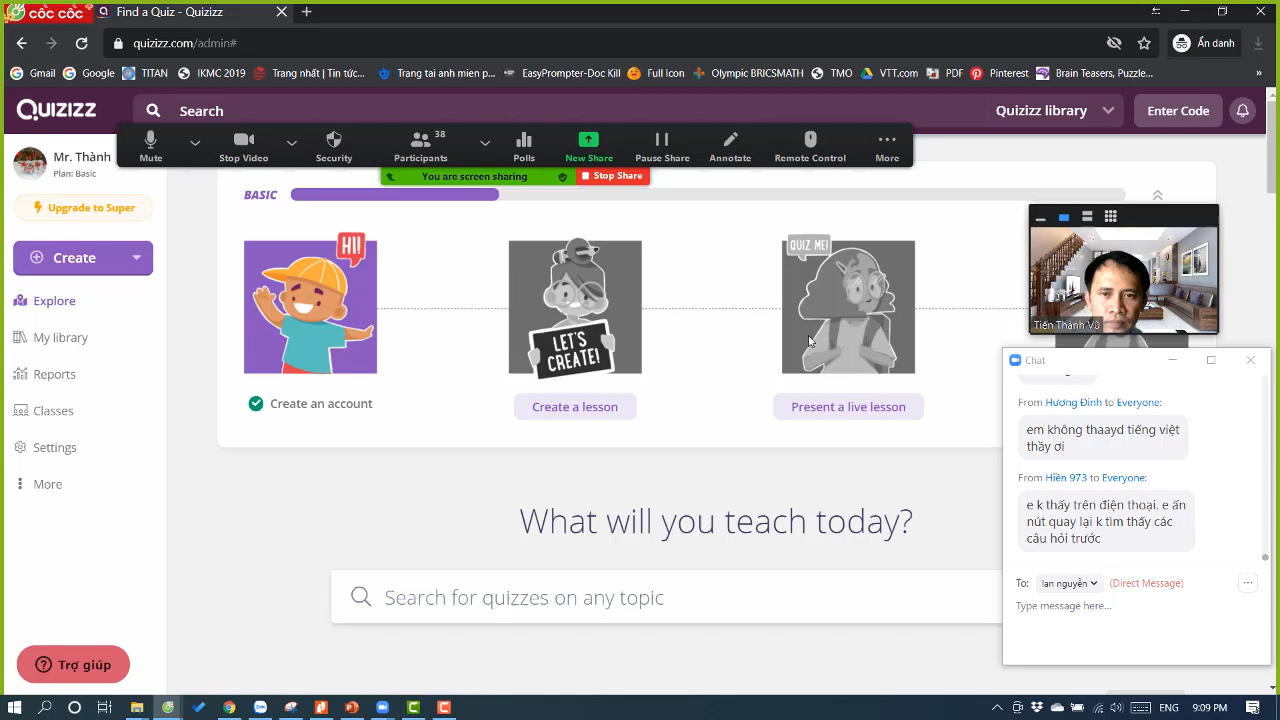 CỐC CỐC
Find a Quiz - Quizizz
quizizz.com/admin#
Ẩn danh
Gmail
Google
TITAN
IKMC 2019
Trang nhất | Tin tức...
Trang tai anh mien p...
EasyPrompter-Doc Kill
Full Icon
Olympic BRICSMATH
TMO
VTT.com
PDF
Pinterest
Brain Teasers, Puzzle...
»
QUIZIZZ
Search
Quizizz library
Enter Code
Mute
Stop Video
Security
38
Participants
Polls
New Share
Pause Share
Annotate
Remote Control
More
You are screen sharing
Stop Share
Mr. Thành
Plan: Basic
Upgrade to Super
Create
Explore
My library
Reports
Classes
Settings
More
Trợ giúp
BASIC
HI!
LET'S
CREATE!
QUIZ ME!
Create an account
Create a lesson
Present a live lesson
What will you teach today?
Search for quizzes on any topic
Tiến Thành Vũ
Chat
From Hương Đinh to Everyone:
em không thaayd tiếng việt
thầy ơi
From Hiền 973 to Everyone:
e k thấy trên điện thoại. e ấn
nút quay lại k tìm thấy các
câu hỏi trước
To: lan nguyễn (Direct Message)
Type message here...
ENG
9:09 PM